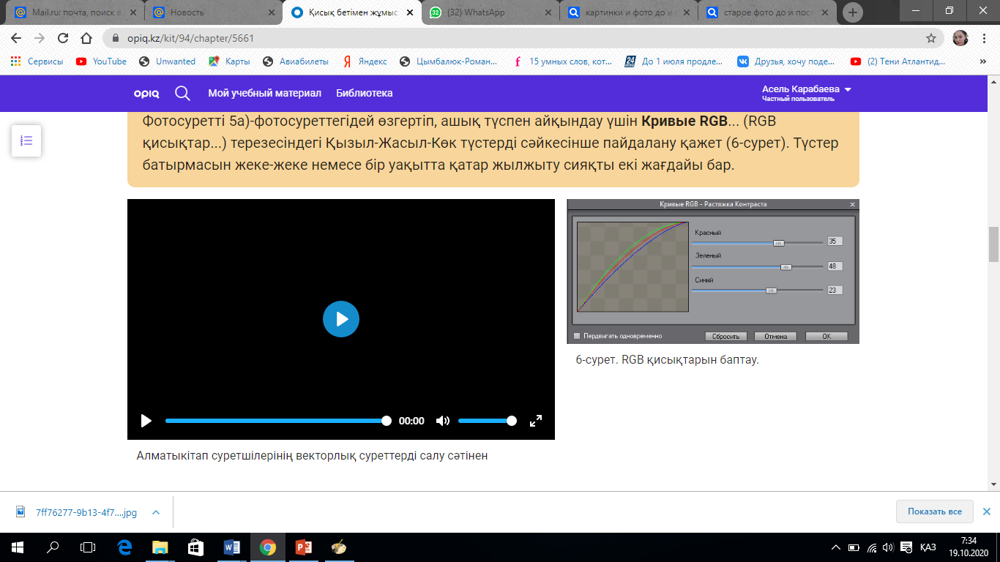 Mail.ru: почта, поиск в
Новость
Қисық бетімен жұмыс
(32) WhatsApp
картинки и фото до и п
старое фото до и посл
opiq.kz/kit/94/chapter/5661
Сервисы
YouTube
Unwanted
Карты
Авиабилеты
Яндекс
Цымбалюк-Роман...
15 умных слов, кот...
До 1 июля продле...
Друзья, хочу поде...
(2) Тени Атлантид...
opiq
Мой учебный материал
Библиотека
Асель Карабаева
Частный пользователь
Фотосуретті 5а)-фотосуреттегідей өзгертіп, ашық түспен айқындау үшін Кривые RGB... (RGB
қисықтар...) терезесіндегі Қызыл-Жасыл-Көк түстерді сәйкесінше пайдалану қажет (6-сурет). Түстер
батырмасын жеке-жеке немесе бір уақытта қатар жылжыту сияқты екі жағдайы бар.
Кривые RGB - Растяжка Контраста
Красный
35
Зеленый
48
Синий
23
Пердвигать одновременно
Сбросить
Отмена
OK
6-сурет. RGB қисықтарын баптау.
00:00
Алматыкітап суретшілерінің векторлық суреттерді салу сәтінен
7ff76277-9b13-4f7....jpg
Показать все
ҚАЗ
7:34
19.10.2020